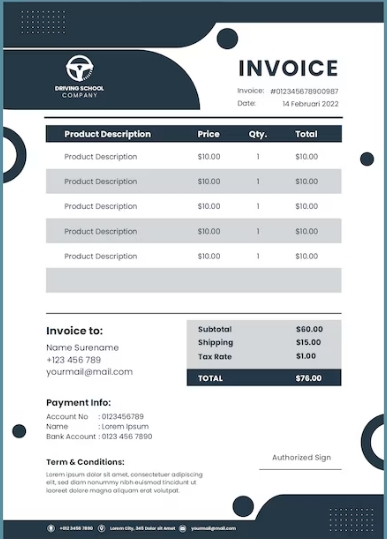 DRIVING SCHOOL
COMPANY
INVOICE
Invoice: #01234567890987
Date: 14 Februari 2022
Product Description Price Qty. Total
Product Description $10.00 1 $10.00
Product Description $10.00 1 $10.00
Product Description $10.00 1 $10.00
Product Description $10.00 1 $10.00
Product Description $10.00 1 $10.00
Invoice to:
Name Surename
+123 456 789
yourmail@mail.com
Subtotal $60.00
Shipping $15.00
Tax Rate $1.00
TOTAL $76.00
Payment Info:
Account No : 0123456789
Name : Lorem Ipsum
Bank Account : 0123 456 7890
Term & Conditions:
Lorem ipsum dolor sit amet, consectetuer adipiscing
elit, sed diam nonummy nibh euismod tincidunt ut
laoreet dolore magna aliquam erat volutpat.
Authorized Sign
+012 3456 7890 Lorem City, 345 Dolor sit Amet yourmail@mail.com